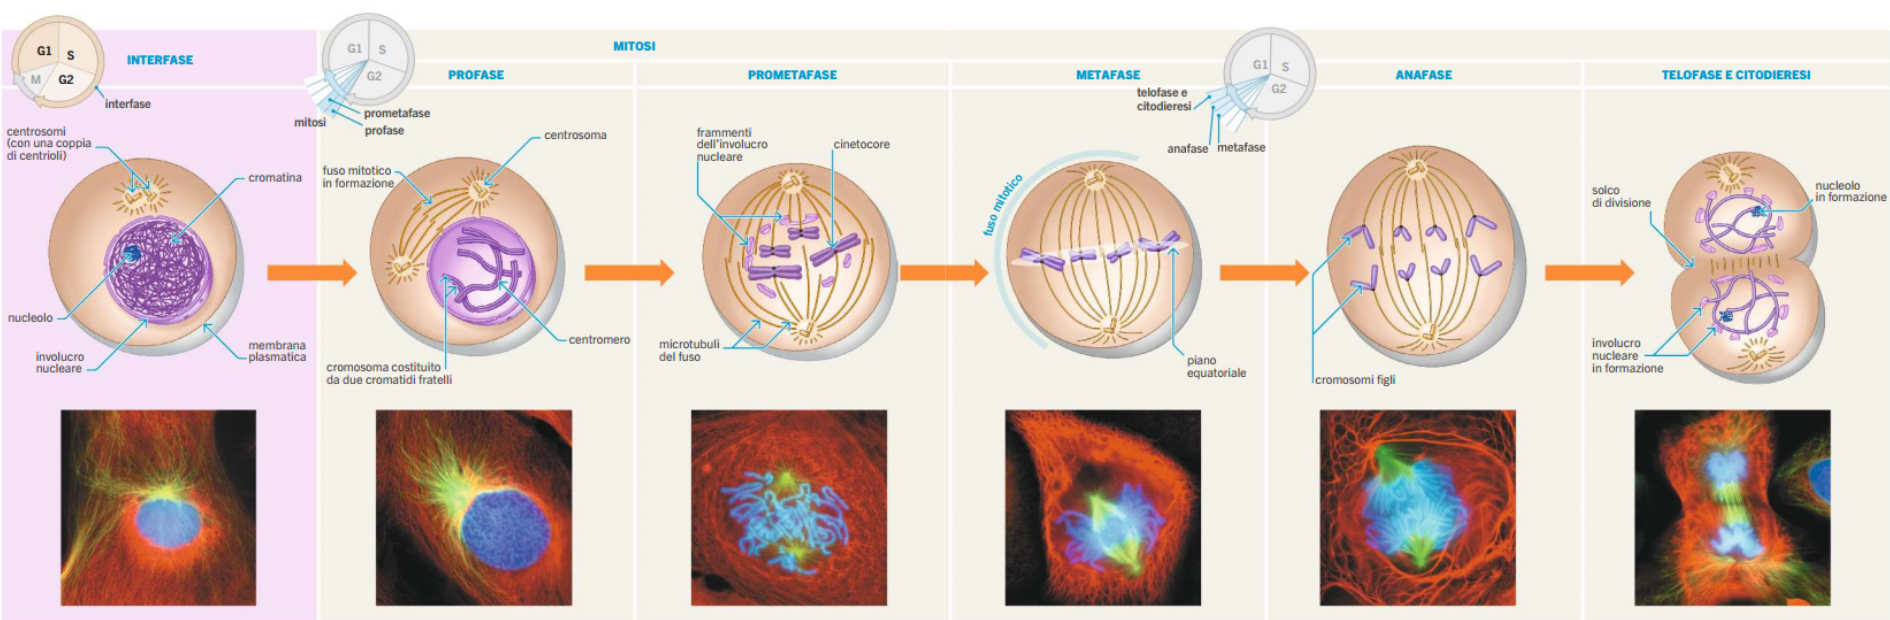 G1
S
M
G2
INTERFASE
interfase
centrosomi
(con una coppia
di centrioli)
cromatina
nucleolo
involucro
nucleare
membrana
plasmatica
MITOSI
G1
S
G2
mitosi
prometafase
profase
PROFASE
centrosoma
fuso mitotico
in formazione
centromero
cromosoma costituito
da due cromatidi fratelli
PROMETAFASE
frammenti
dell'involucro
nucleare
cinetocore
microtubuli
del fuso
METAFASE
fuso mitotico
piano
equatoriale
G1
S
G2
telofase e
citodieresi
anafase
metafase
ANAFASE
cromosomi figli
TELOFASE E CITODIERESI
solco
di divisione
nucleolo
in formazione
involucro
nucleare
in formazione